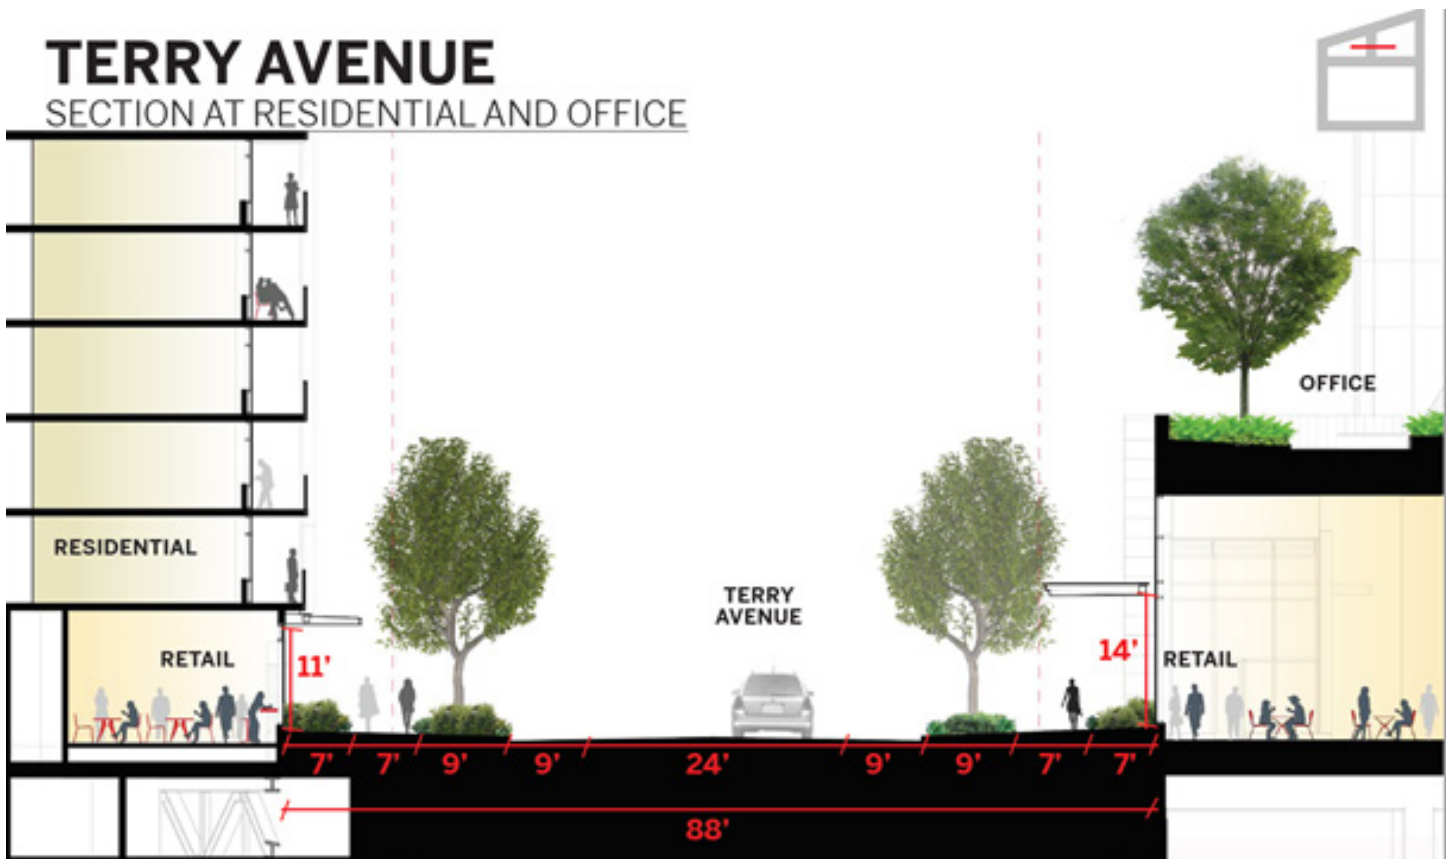 TERRY AVENUE
SECTION AT RESIDENTIAL AND OFFICE
OFFICE
RESIDENTIAL
TERRY
AVENUE
RETAIL
11'
14'
RETAIL
7' 7' 9' 9' 24' 9' 9' 7' 7'
88'